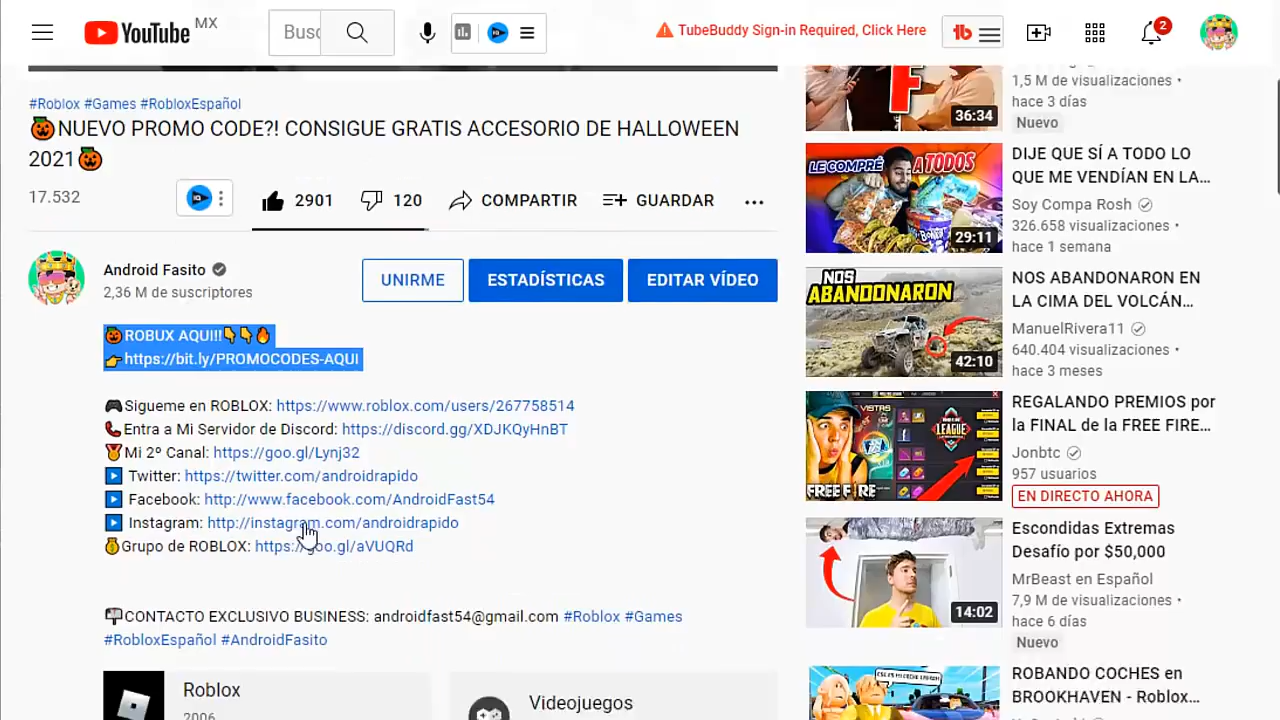 YouTube MX
Busc
TubeBuddy Sign-in Required, Click Here
tb
2
#Roblox #Games #RobloxEspañol
🎃NUEVO PROMO CODE?! CONSIGUE GRATIS ACCESORIO DE HALLOWEEN
2021🎃
17.532
2901
120
COMPARTIR
GUARDAR
Android Fasito
2,36 M de suscriptores
UNIRME
ESTADÍSTICAS
EDITAR VÍDEO
🎃ROBUX AQUI!!👇👇🔥
👉https://bit.ly/PROMOCODES-AQUI
🎮Sigueme en ROBLOX: https://www.roblox.com/users/267758514
📞Entra a Mi Servidor de Discord: https://discord.gg/XDJKQyHnBT
🏅Mi 2º Canal: https://goo.gl/Lynj32
▶️ Twitter: https://twitter.com/androidrapido
▶️ Facebook: http://www.facebook.com/AndroidFast54
▶️ Instagram: http://instagram.com/androidrapido
🥇Grupo de ROBLOX: https://goo.gl/aVUQRd
📬CONTACTO EXCLUSIVO BUSINESS: androidfast54@gmail.com #Roblox #Games
#RobloxEspañol #AndroidFasito
Roblox
2006
Videojuegos
F
36:34
1,5 M de visualizaciones •
hace 3 días
Nuevo
LE COMPRÉ A TODOS
29:11
DIJE QUE SÍ A TODO LO
QUE ME VENDÍAN EN LA...
Soy Compa Rosh
326.658 visualizaciones •
hace 1 semana
NOS
ABANDONARON
42:10
NOS ABANDONARON EN
LA CIMA DEL VOLCÁN...
ManuelRivera11
640.404 visualizaciones •
hace 3 meses
VISTAS
LEAGUE
FREE FIRE
REGALANDO PREMIOS por
la FINAL de la FREE FIRE...
Jonbtc
957 usuarios
EN DIRECTO AHORA
14:02
Escondidas Extremas
Desafío por $50,000
MrBeast en Español
7,9 M de visualizaciones •
hace 6 días
Nuevo
ROBANDO COCHES en
BROOKHAVEN - Roblox...